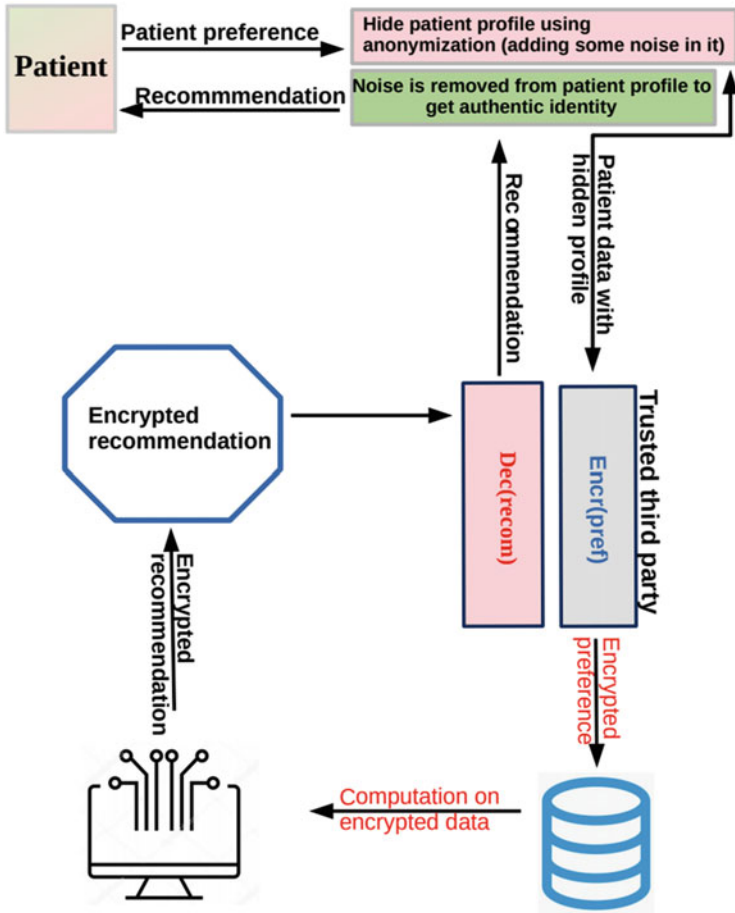 Patient
Patient preference
Hide patient profile using
anonymization (adding some noise in it)
Recommmendation
Noise is removed from patient profile to
get authentic identity
Recommendation
Patient data with
hidden profile
Encrypted
recommendation
Dec(recom)
Encr(pref)
Trusted third party
Encrypted
recommendation
Encrypted
preference
Computation on
encrypted data